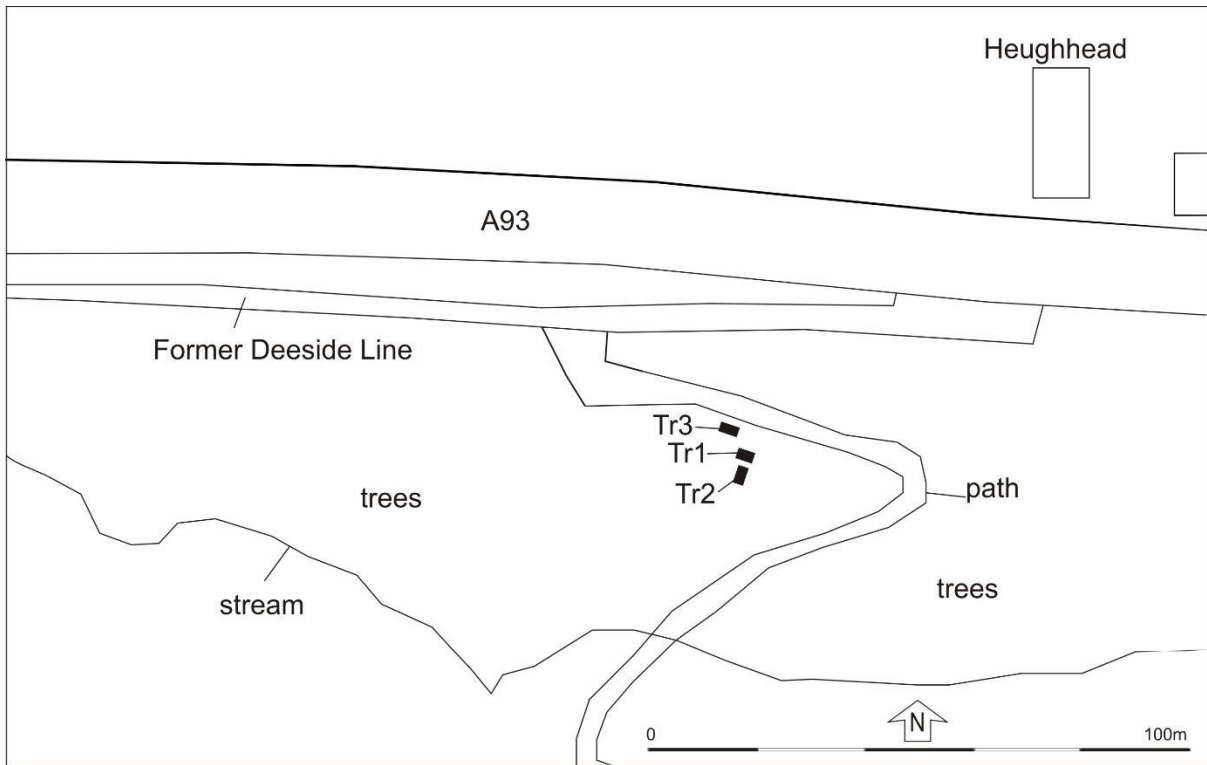 Heughhead
A93
Former Deeside Line
Tr3
Tr1
Tr2
path
trees
trees
stream
N
0
100m